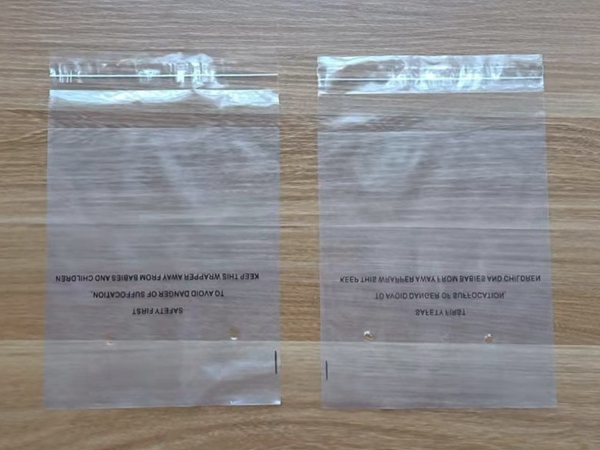 SAFETY FIRST
TO AVOID DANGER OF SUFFOCATION,
KEEP THIS WRAPPER AWAY FROM BABIES AND CHILDREN
SAFETY FIRST
TO AVOID DANGER OF SUFFOCATION,
KEEP THIS WRAPPER AWAY FROM BABIES AND CHILDREN